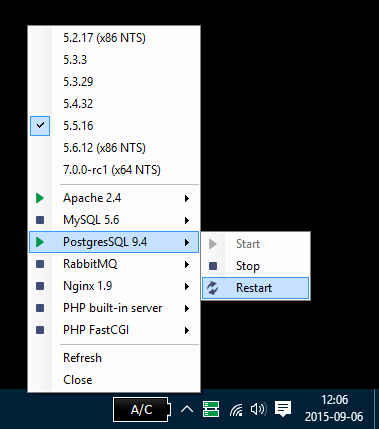 5.2.17 (x86 NTS)
5.3.3
5.3.29
5.4.32
5.5.16
5.6.12 (x86 NTS)
7.0.0-rc1 (x64 NTS)
Apache 2.4
MySQL 5.6
PostgresSQL 9.4
Start
RabbitMQ
Stop
Nginx 1.9
Restart
PHP built-in server
PHP FastCGI
Refresh
Close
A/C
12:06
2015-09-06